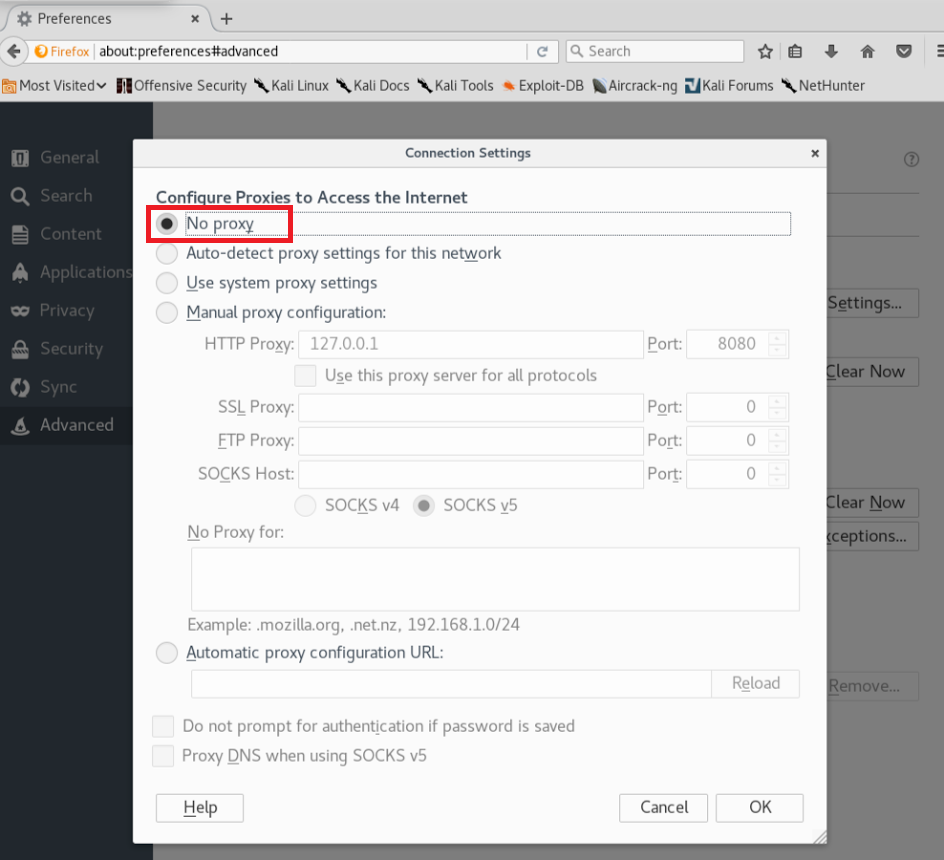 Preferences
Firefox about:preferences#advanced Search
Most Visited Offensive Security Kali Linux Kali Docs Kali Tools Exploit-DB Aircrack-ng Kali Forums NetHunter
General
Search
Content
Applications
Privacy
Security
Sync
Advanced
Connection Settings
Configure Proxies to Access the Internet
No proxy
Auto-detect proxy settings for this network
Use system proxy settings
Manual proxy configuration:
HTTP Proxy: 127.0.0.1 Port: 8080
Use this proxy server for all protocols
SSL Proxy: Port: 0
FTP Proxy: Port: 0
SOCKS Host: Port: 0
SOCKS v4 SOCKS v5
No Proxy for:
Example: .mozilla.org, .net.nz, 192.168.1.0/24
Automatic proxy configuration URL:
Reload
Do not prompt for authentication if password is saved
Proxy DNS when using SOCKS v5
Help Cancel OK
Settings...
Clear Now
Clear Now
xceptions...
Remove...